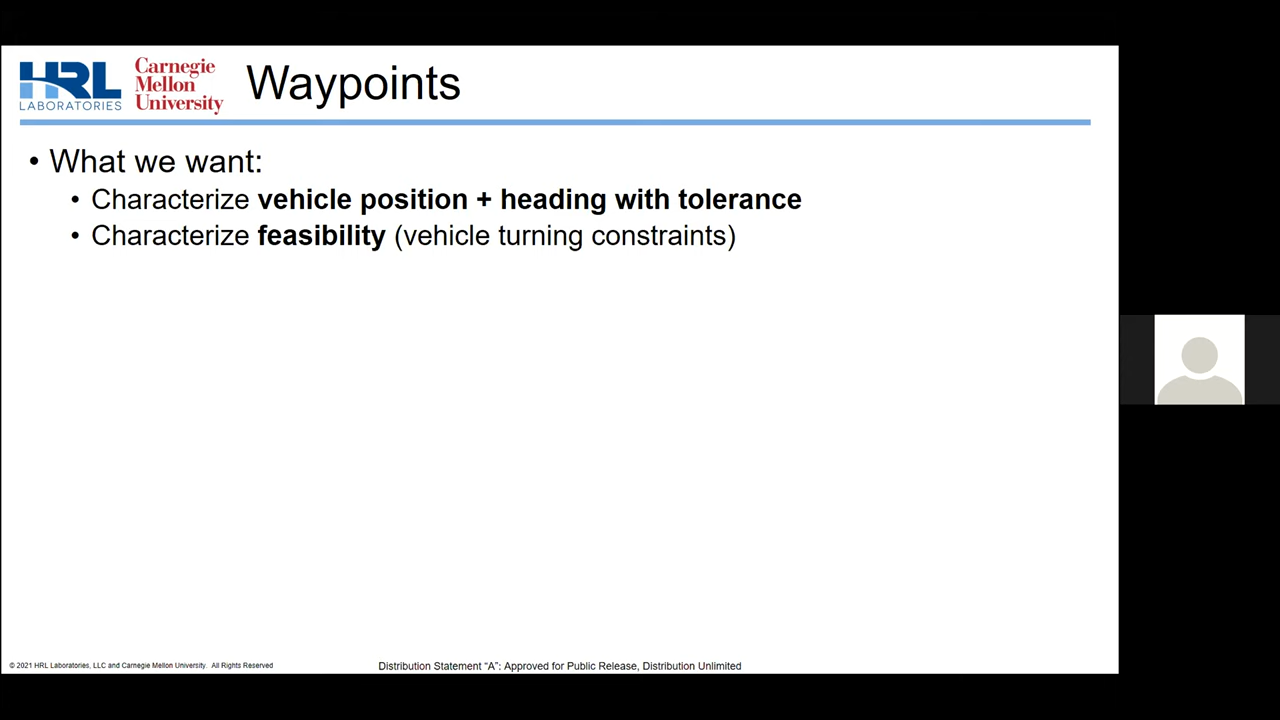 HRL
LABORATORIES
Carnegie
Mellon
University
Waypoints
• What we want:
• Characterize vehicle position + heading with tolerance
• Characterize feasibility (vehicle turning constraints)
© 2021 HRL Laboratories, LLC and Carnegie Mellon University. All Rights Reserved
Distribution Statement “A”: Approved for Public Release, Distribution Unlimited